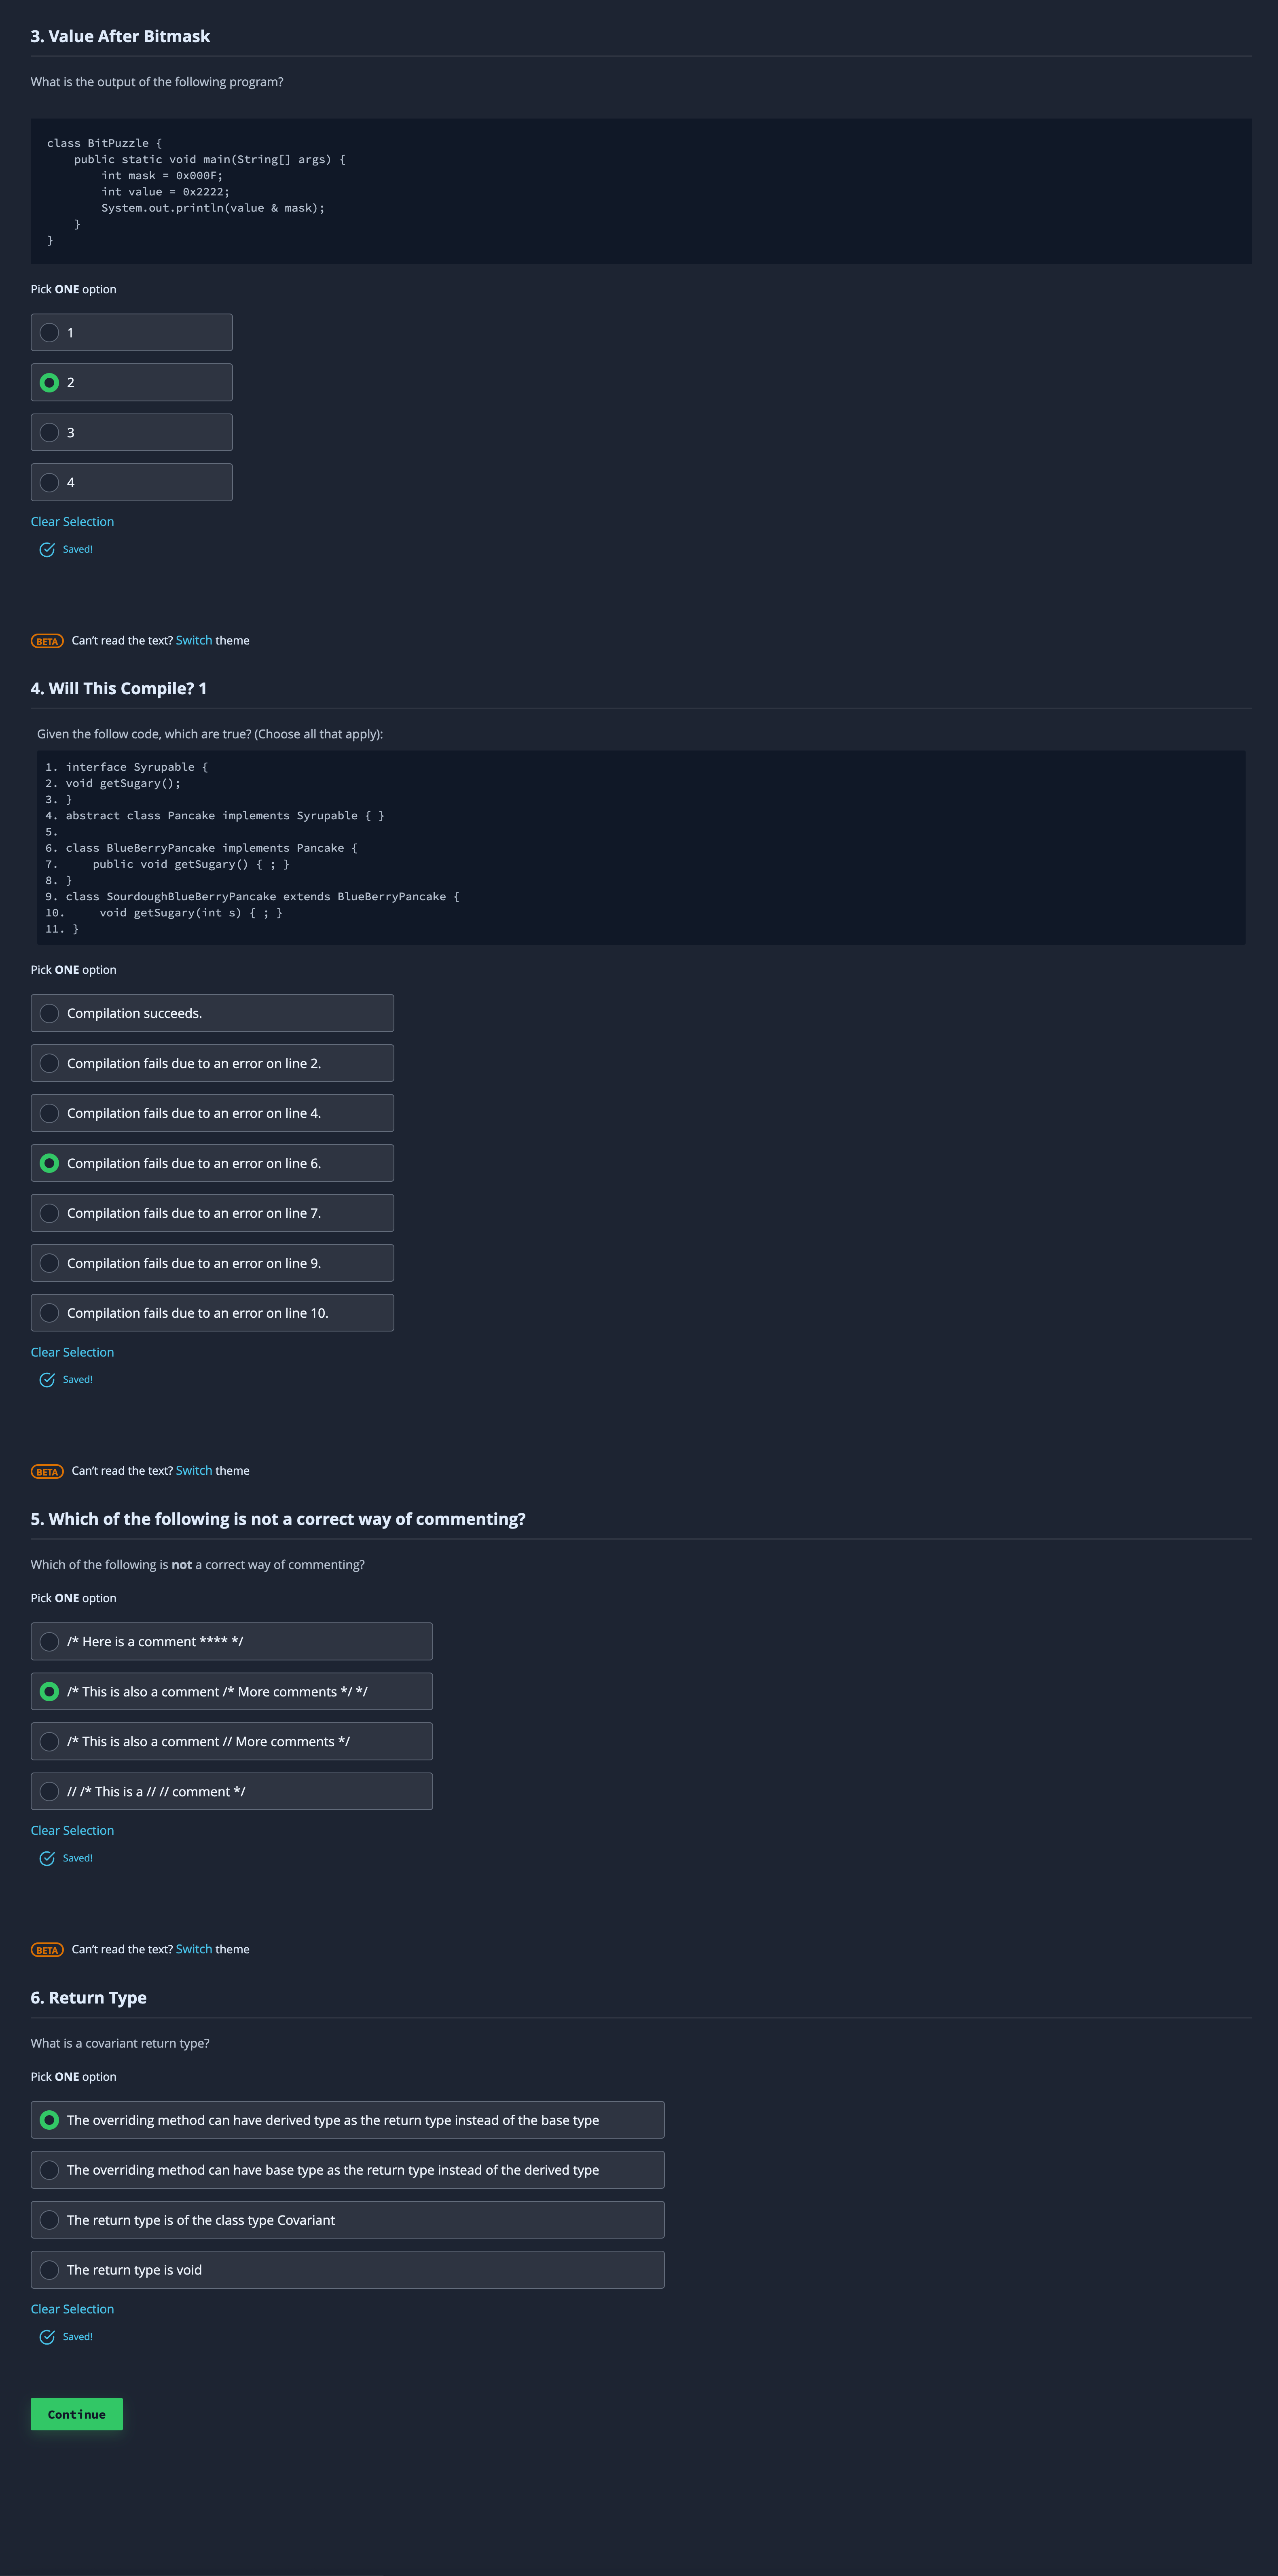 3. Value After Bitmask
What is the output of the following program?
class BitPuzzle {
    public static void main(String[] args) {
        int mask = 0x000F;
        int value = 0x2222;
        System.out.println(value & mask);
    }
}
Pick ONE option
1
2
3
4
Clear Selection
Saved!
BETA Can't read the text? Switch theme
4. Will This Compile? 1
Given the follow code, which are true? (Choose all that apply):
1. interface Syrupable {
2. void getSugary();
3. }
4. abstract class Pancake implements Syrupable { }
5.
6. class BlueBerryPancake implements Pancake {
7.     public void getSugary() { ; }
8. }
9. class SourdoughBlueBerryPancake extends BlueBerryPancake {
10.     void getSugary(int s) { ; }
11. }
Pick ONE option
Compilation succeeds.
Compilation fails due to an error on line 2.
Compilation fails due to an error on line 4.
Compilation fails due to an error on line 6.
Compilation fails due to an error on line 7.
Compilation fails due to an error on line 9.
Compilation fails due to an error on line 10.
Clear Selection
Saved!
BETA Can't read the text? Switch theme
5. Which of the following is not a correct way of commenting?
Which of the following is not a correct way of commenting?
Pick ONE option
/* Here is a comment **** */
/* This is also a comment /* More comments */ */
/* This is also a comment // More comments */
// /* This is a // // comment */
Clear Selection
Saved!
BETA Can't read the text? Switch theme
6. Return Type
What is a covariant return type?
Pick ONE option
The overriding method can have derived type as the return type instead of the base type
The overriding method can have base type as the return type instead of the derived type
The return type is of the class type Covariant
The return type is void
Clear Selection
Saved!
Continue